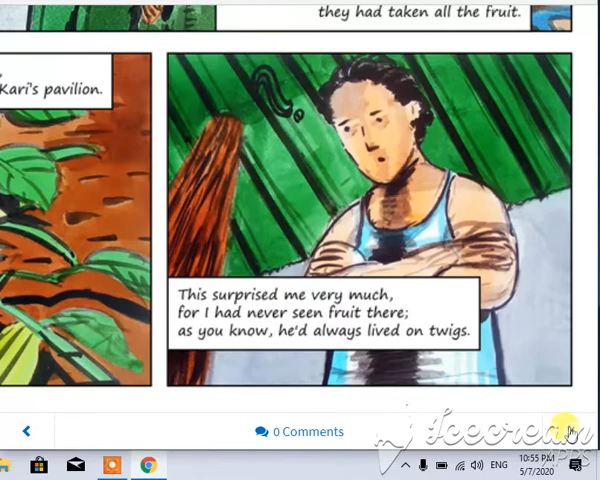 they had taken all the fruit.
Kari's pavilion.
?
This surprised me very much,
for I had never seen fruit there;
as you know, he'd always lived on twigs.
0 Comments
Icecream
APPS
ENG
10:55 PM
5/7/2020